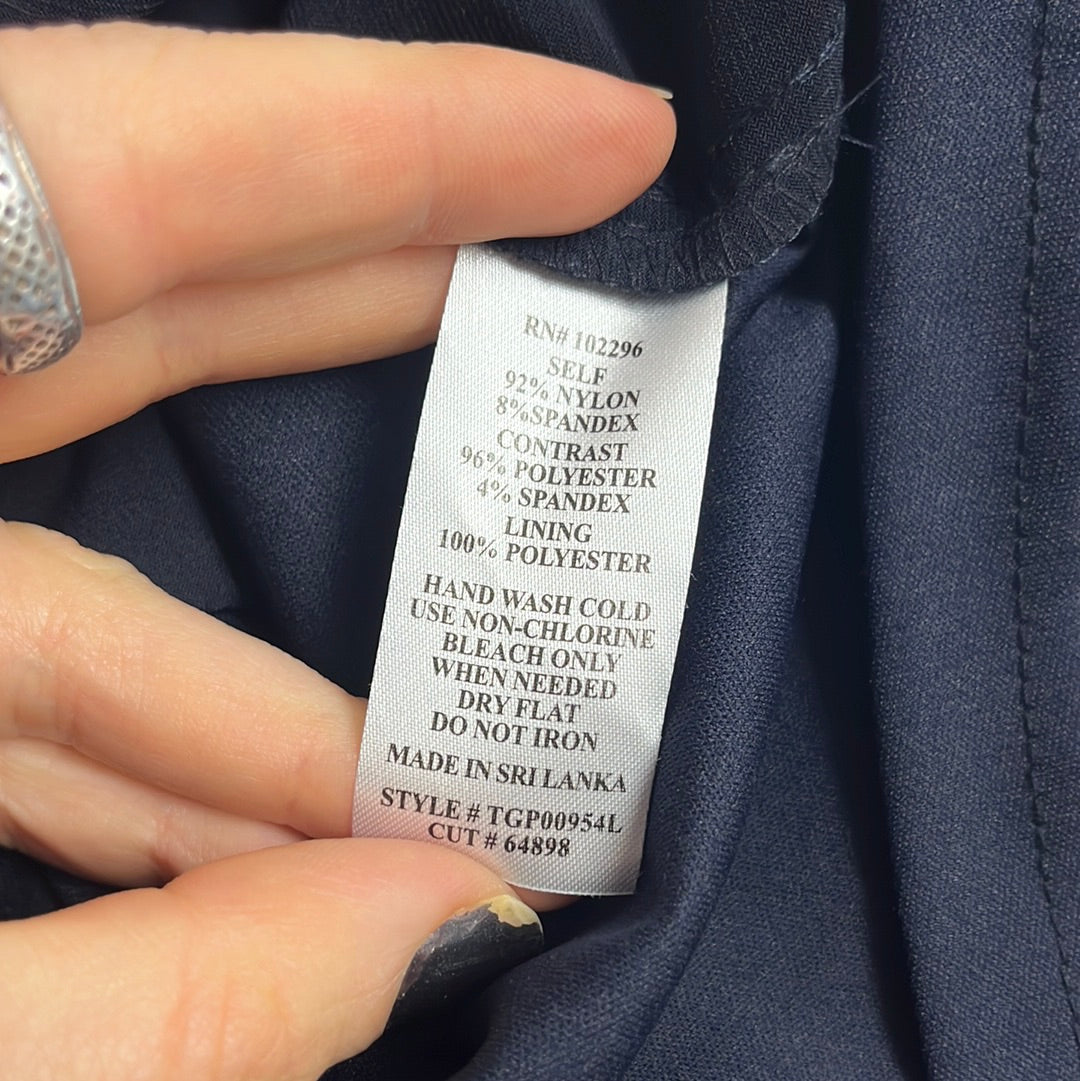 RN# 102296
SELF
92% NYLON
8%SPANDEX
CONTRAST
96% POLYESTER
4% SPANDEX
LINING
100% POLYESTER
HAND WASH COLD
USE NON-CHLORINE
BLEACH ONLY
WHEN NEEDED
DRY FLAT
DO NOT IRON
MADE IN SRI LANKA
STYLE # TGP00954L
CUT # 64898